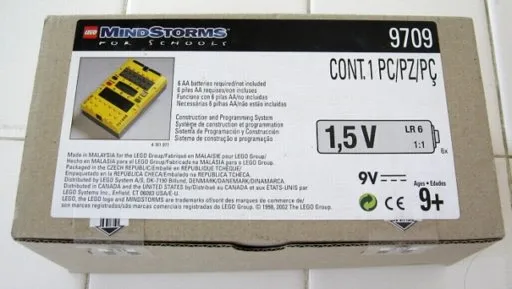 LEGO MINDSTORMS
FOR SCHOOLS
9709
CONT. 1 PC/PZ/PÇ
6 AA batteries required/not included
6 piles AA requises/non incluses
Funciona con 6 pilhas AA/no incluidas
Necessárias 6 pilhas AA/não estão incluídas
Construction and Programming System
Système de construction et programmation
Sistema de Programación y Construcción
Sistema de construção e programação
1,5 V
LR 6
1:1
6x
9V
CE
Ages • Edades
9+
Made in MALAYSIA for the LEGO Group/Fabriqué en MALAISIE pour LEGO Group/
Hecho en MALASIA para el LEGO Group/Fabricado na MALÁSIA para o LEGO Group/
Packaged in the CZECH REPUBLIC/Emballé en RÉPUBLIQUE TCHÈQUE/
Empaquetado en la REPÚBLICA CHECA/Embalado na REPÚBLICA TCHECA.
Distributed by LEGO System A/S, DK-7190 Billund, DENMARK/DANEMARK/DINAMARCA.
Distributed in CANADA and the UNITED STATES by/Distribué au CANADA et aux ÉTATS-UNIS par
LEGO Systems Inc., Enfield, CT 06083 U.S./É-U.
LEGO, the LEGO logo and MINDSTORMS are trademarks of/sont des marques de commerce de/
son marcas registradas de/são marcas comerciais registradas do LEGO Group. © 1998, 2002 The LEGO Group.